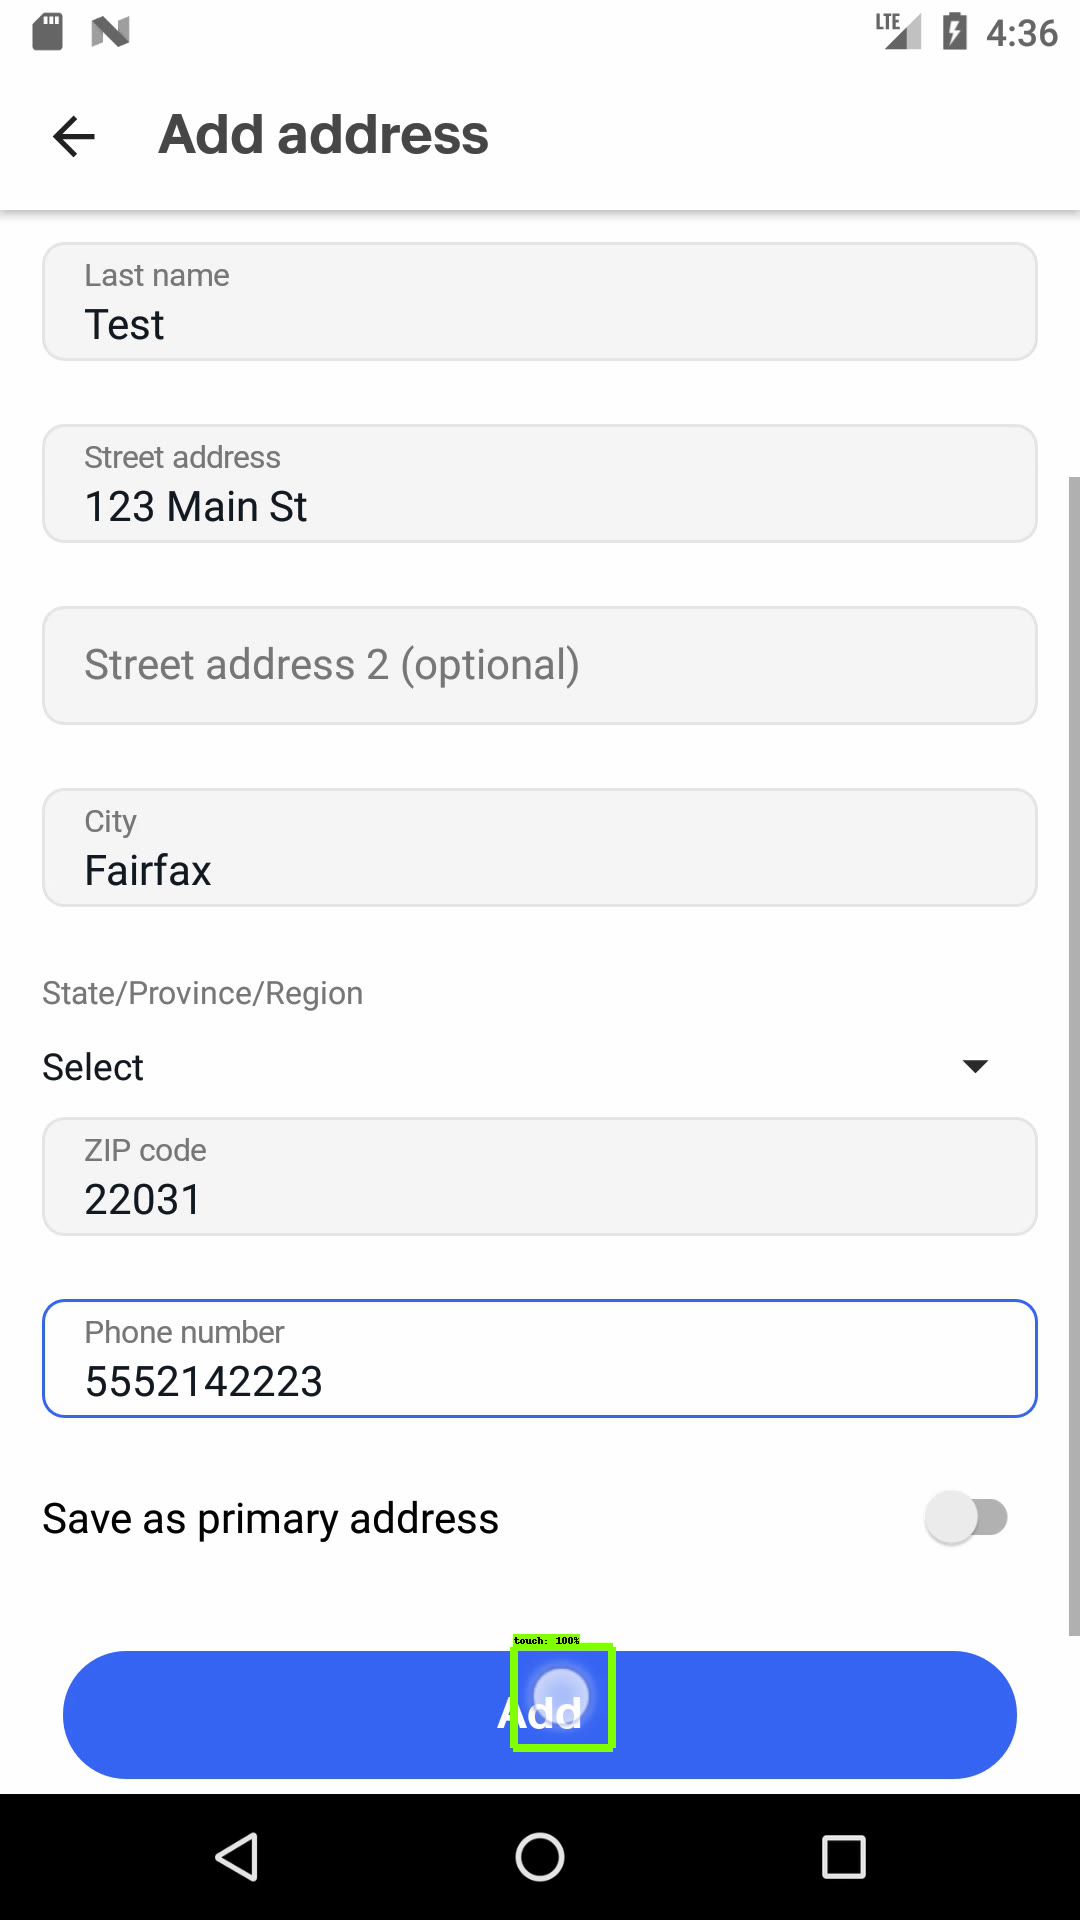 LTE 4:36
Add address
Last name
Test
Street address
123 Main St
Street address 2 (optional)
City
Fairfax
State/Province/Region
Select
ZIP code
22031
Phone number
5552142223
Save as primary address
touch: 100%
Add